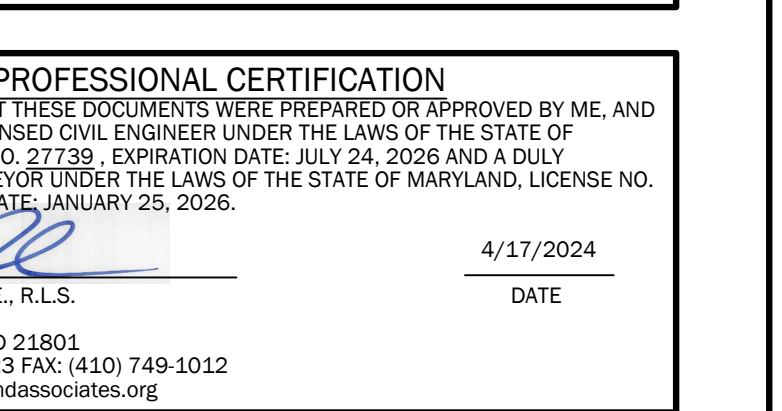 PROFESSIONAL CERTIFICATION
T THESE DOCUMENTS WERE PREPARED OR APPROVED BY ME, AND
NSED CIVIL ENGINEER UNDER THE LAWS OF THE STATE OF
O. 27739 , EXPIRATION DATE: JULY 24, 2026 AND A DULY
EYOR UNDER THE LAWS OF THE STATE OF MARYLAND, LICENSE NO.
ATE: JANUARY 25, 2026.
4/17/2024
E., R.L.S.
DATE
D 21801
23 FAX: (410) 749-1012
ndassociates.org